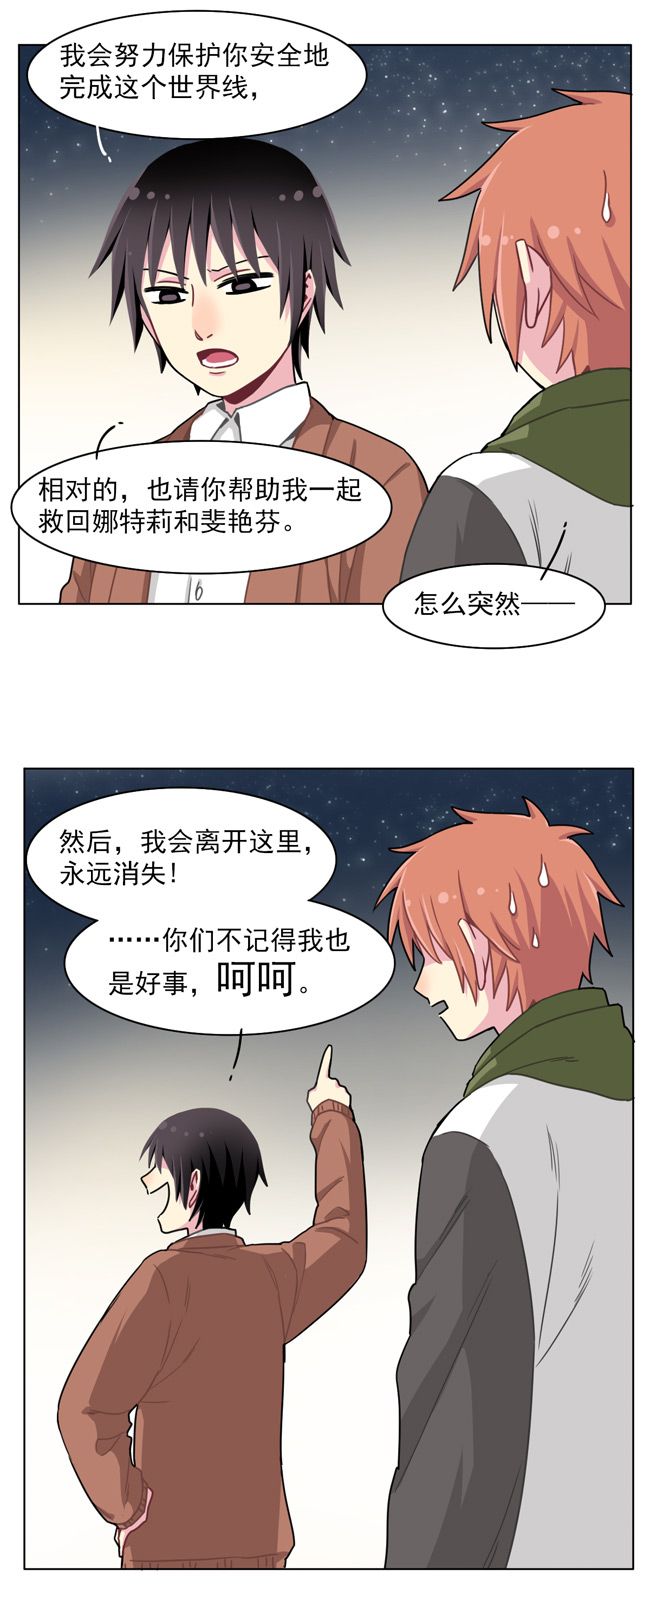 我会努力保护你安全地
完成这个世界线，
相对的，也请你帮助我一起
救回娜特莉和斐艳芬。
怎么突然——
然后，我会离开这里，
永远消失！
……你们不记得我也
是好事，呵呵。